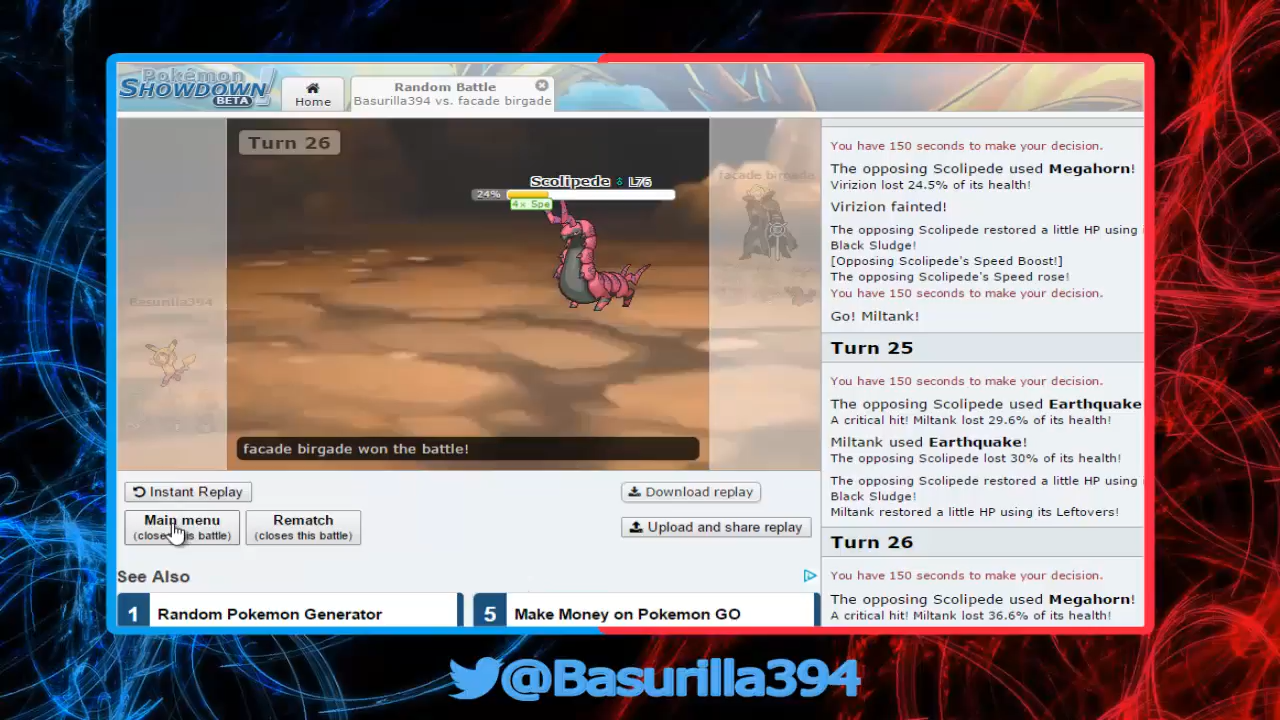 Pokémon
SHOWDOWN!
BETA
Home
Random Battle
Basurilla394 vs. facade birgade
Turn 26
Scolipede ♂ L76
24%
4x Spe
facade birgade
Basurilla394
facade birgade won the battle!
Instant Replay
Main menu
(closes this battle)
Rematch
(closes this battle)
Download replay
Upload and share replay
See Also
1 Random Pokemon Generator
5 Make Money on Pokemon GO
You have 150 seconds to make your decision.
The opposing Scolipede used Megahorn!
Virizion lost 24.5% of its health!
Virizion fainted!
The opposing Scolipede restored a little HP using i
Black Sludge!
[Opposing Scolipede's Speed Boost!]
The opposing Scolipede's Speed rose!
You have 150 seconds to make your decision.
Go! Miltank!
Turn 25
You have 150 seconds to make your decision.
The opposing Scolipede used Earthquake
A critical hit! Miltank lost 29.6% of its health!
Miltank used Earthquake!
The opposing Scolipede lost 30% of its health!
The opposing Scolipede restored a little HP using i
Black Sludge!
Miltank restored a little HP using its Leftovers!
Turn 26
You have 150 seconds to make your decision.
The opposing Scolipede used Megahorn!
A critical hit! Miltank lost 36.6% of its health!
@Basurilla394